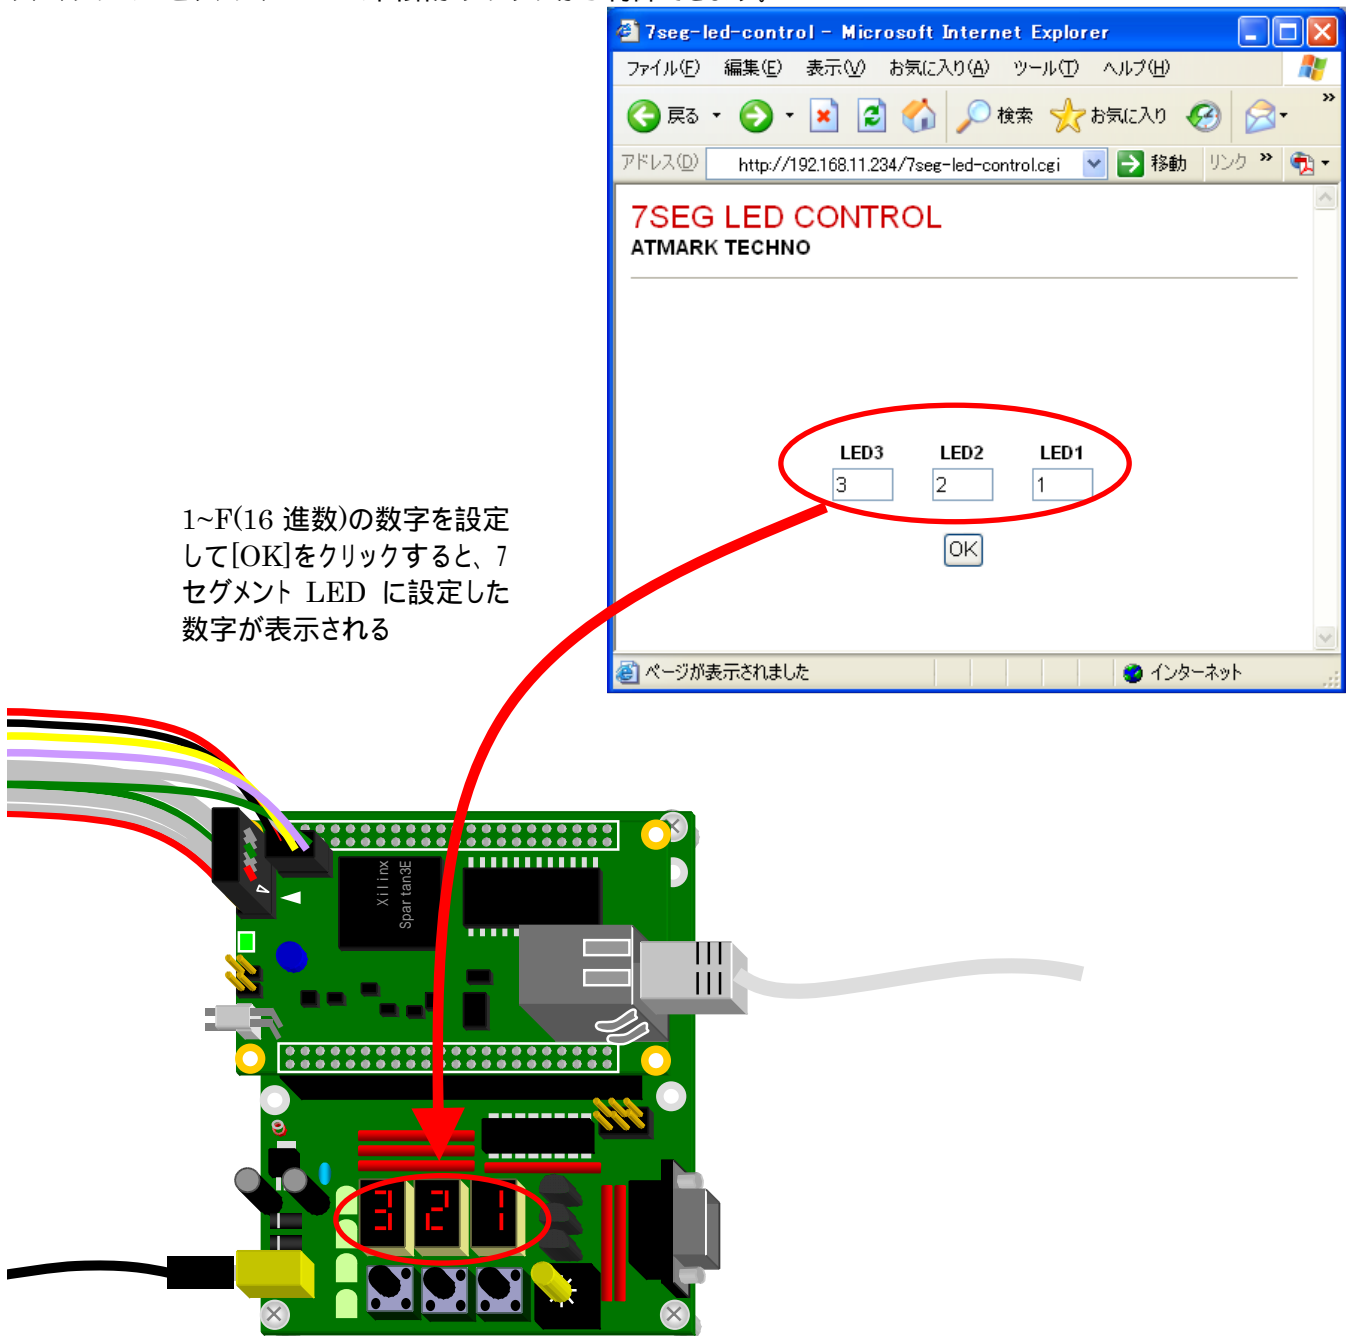 7seg-led-control - Microsoft Internet Explorer
ファイル(F) 編集(E) 表示(V) お気に入り(A) ツール(T) ヘルプ(H)
戻る 検索 お気に入り »
アドレス(D) http://192.168.11.234/7seg-led-control.cgi 移動 リンク »
7SEG LED CONTROL
ATMARK TECHNO
LED3 LED2 LED1
3 2 1
OK
1~F(16 進数)の数字を設定
して[OK]をクリックすると、7
セグメント LED に設定した
数字が表示される
ページが表示されました インターネット
Xilinx
Spartan3E
3 2 1